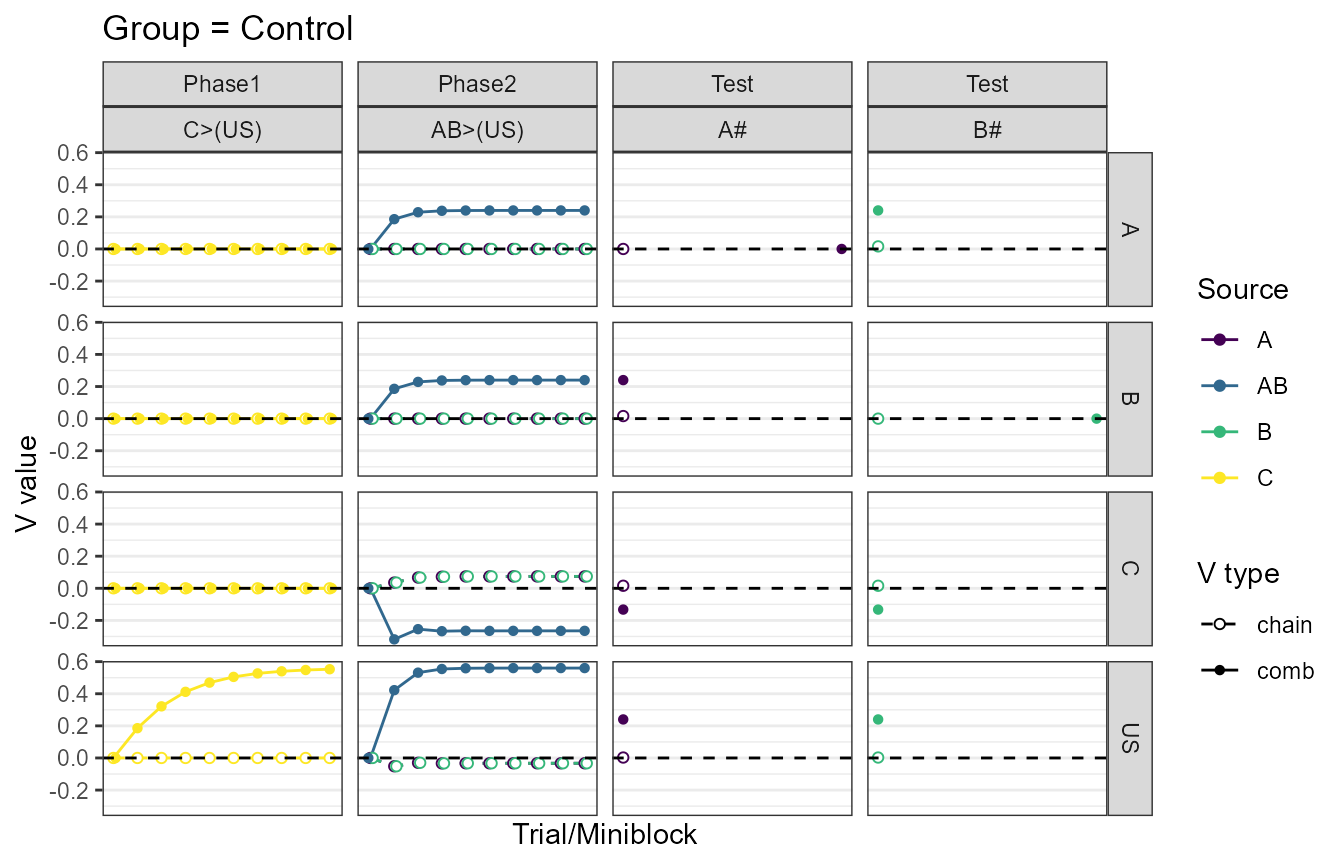 Group = Control
Phase1
Phase2
Test
Test
C>(US)
AB>(US)
A#
B#
0.6
0.4
0.2
0.0
-0.2
A
0.6
0.4
0.2
0.0
-0.2
B
0.6
0.4
0.2
0.0
-0.2
C
0.6
0.4
0.2
0.0
-0.2
US
V value
Trial/Miniblock
Source
A
AB
B
C
V type
chain
comb